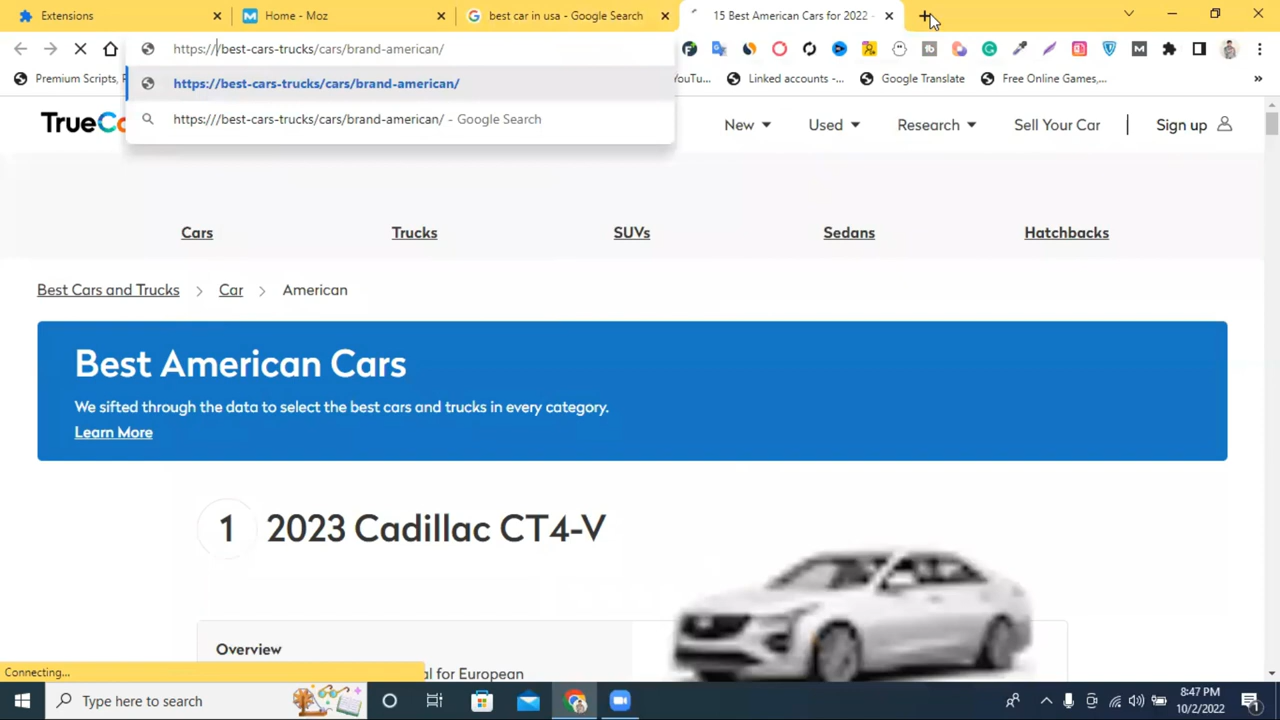 Extensions
Home - Moz
best car in usa - Google Search
15 Best American Cars for 2022 -
https:///best-cars-trucks/cars/brand-american/
https:///best-cars-trucks/cars/brand-american/
https:///best-cars-trucks/cars/brand-american/ - Google Search
Premium Scripts,
YouTu...
Linked accounts -...
Google Translate
Free Online Games,...
»
TrueC
New
Used
Research
Sell Your Car
Sign up
Cars
Trucks
SUVs
Sedans
Hatchbacks
Best Cars and Trucks > Car > American
Best American Cars
We sifted through the data to select the best cars and trucks in every category.
Learn More
1 2023 Cadillac CT4-V
Overview
al for European
Connecting...
Type here to search
8:47 PM
10/2/2022
1